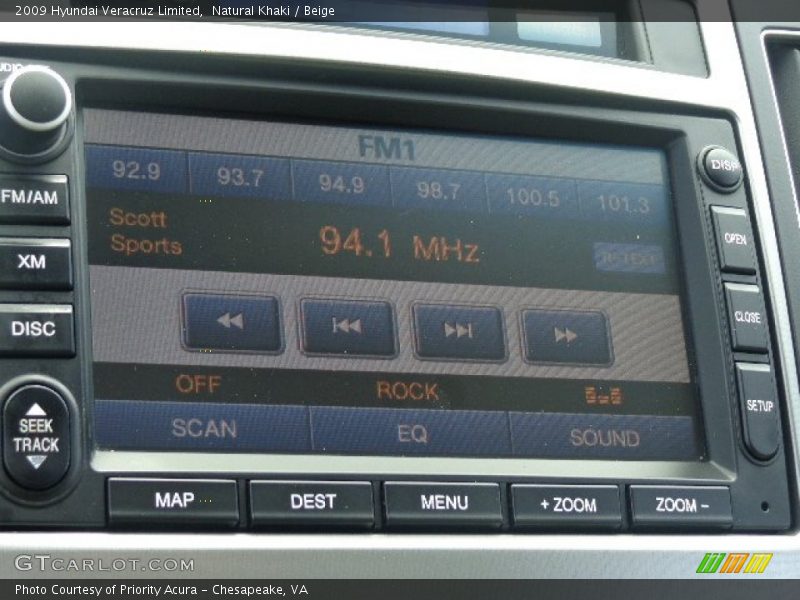 2009 Hyundai Veracruz Limited, Natural Khaki / Beige
FM1
DISP
92.9 93.7 94.9 98.7 100.5 101.3
FM/AM
Scott
Sports
94.1 MHz
OPEN
XM
CLOSE
DISC
OFF ROCK
SETUP
SEEK
TRACK
SCAN EQ SOUND
MAP DEST MENU + ZOOM ZOOM −
GTCARLOT.COM
Photo Courtesy of Priority Acura – Chesapeake, VA